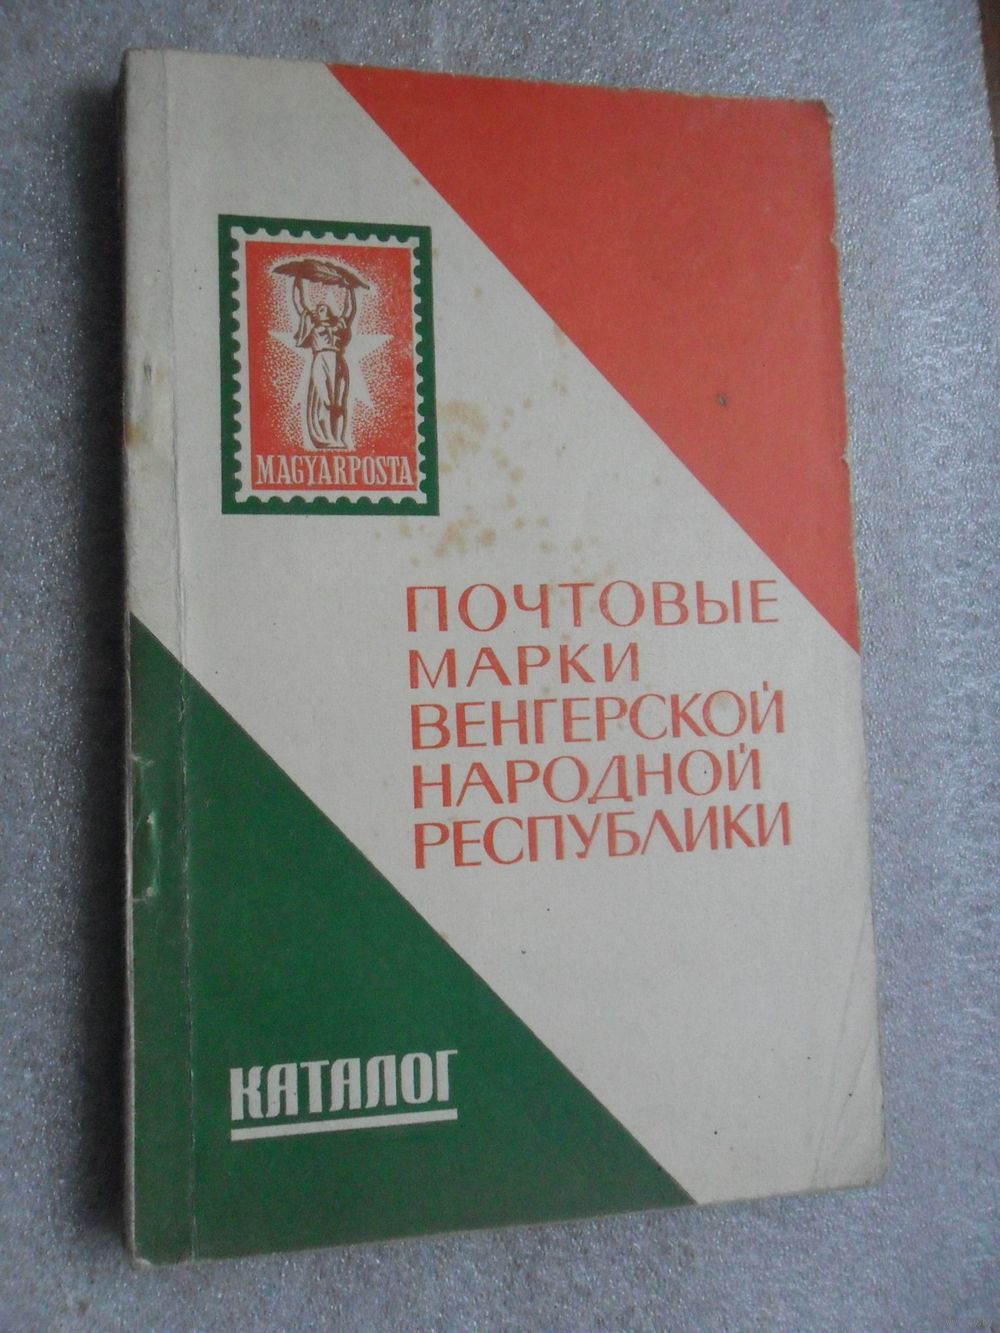 MAGYARPOSTA
ПОЧТОВЫЕ
МАРКИ
ВЕНГЕРСКОЙ
НАРОДНОЙ
РЕСПУБЛИКИ
КАТАЛОГ